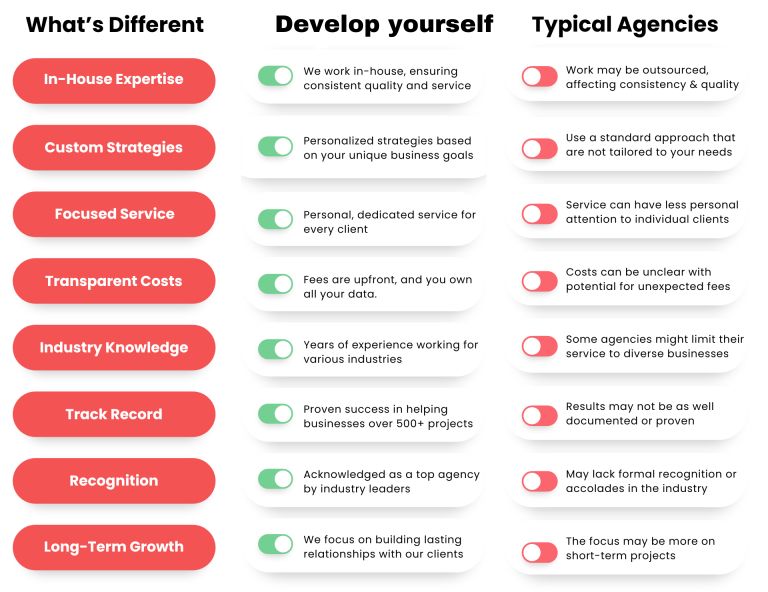 What's Different
Develop yourself
Typical Agencies
In-House Expertise
We work in-house, ensuring
consistent quality and service
Work may be outsourced,
affecting consistency & quality
Custom Strategies
Personalized strategies based
on your unique business goals
Use a standard approach that
are not tailored to your needs
Focused Service
Personal, dedicated service for
every client
Service can have less personal
attention to individual clients
Transparent Costs
Fees are upfront, and you own
all your data.
Costs can be unclear with
potential for unexpected fees
Industry Knowledge
Years of experience working for
various industries
Some agencies might limit their
service to diverse businesses
Track Record
Proven success in helping
businesses over 500+ projects
Results may not be as well
documented or proven
Recognition
Acknowledged as a top agency
by industry leaders
May lack formal recognition or
accolades in the industry
Long-Term Growth
We focus on building lasting
relationships with our clients
The focus may be more on
short-term projects